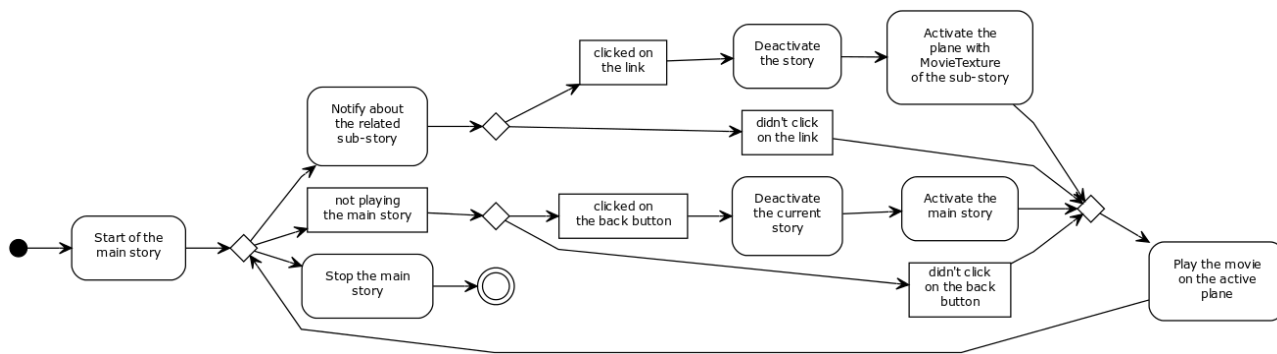 clicked on
the link
Deactivate
the story
Activate the
plane with
MovieTexture
of the sub-story
Notify about
the related
sub-story
didn't click
on the link
not playing
the main story
clicked on
the back button
Deactivate
the current
story
Activate the
main story
Start of the
main story
Stop the main
story
didn't click
on the back
button
Play the movie
on the active
plane